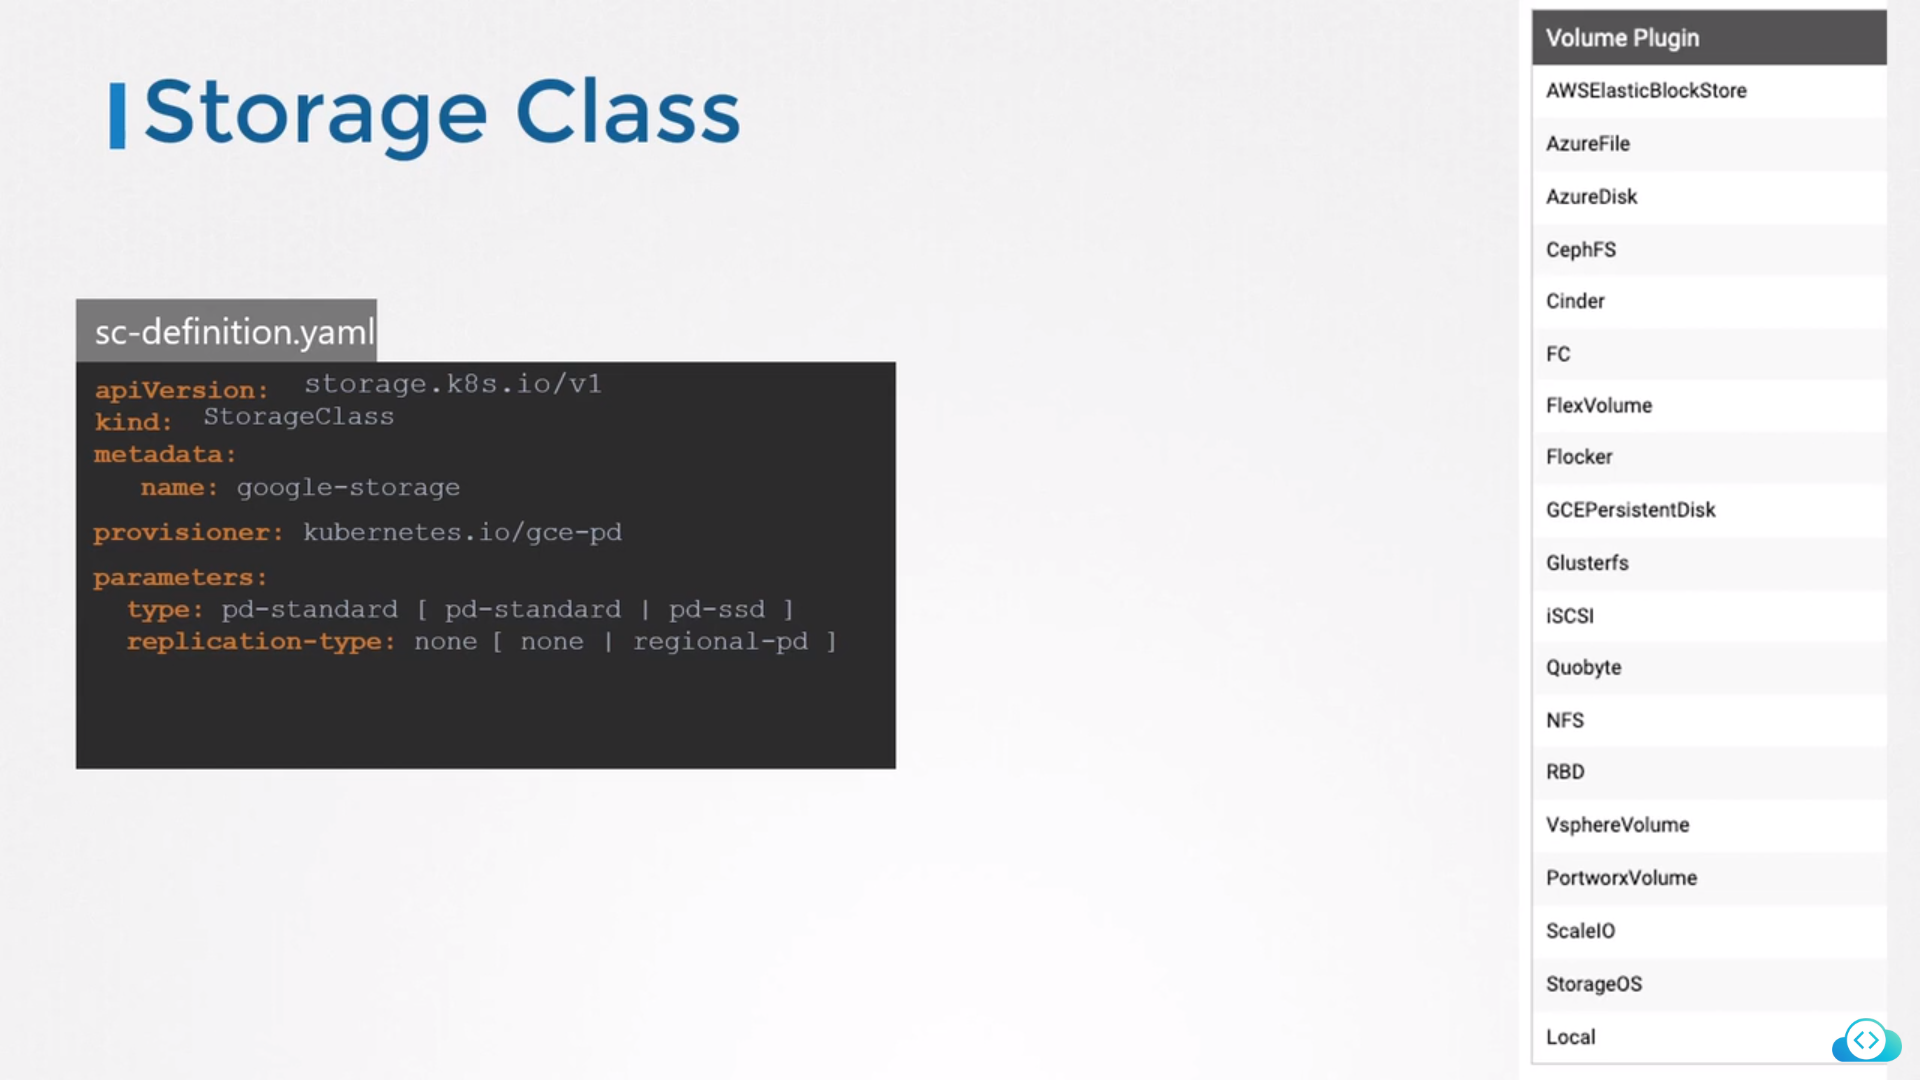 Storage Class
sc-definition.yaml
apiVersion: storage.k8s.io/v1
kind: StorageClass
metadata:
name: google-storage
provisioner: kubernetes.io/gce-pd
parameters:
type: pd-standard [ pd-standard | pd-ssd ]
replication-type: none [ none | regional-pd ]
Volume Plugin
AWSElasticBlockStore
AzureFile
AzureDisk
CephFS
Cinder
FC
FlexVolume
Flocker
GCEPersistentDisk
Glusterfs
iSCSI
Quobyte
NFS
RBD
VsphereVolume
PortworxVolume
ScaleIO
StorageOS
Local